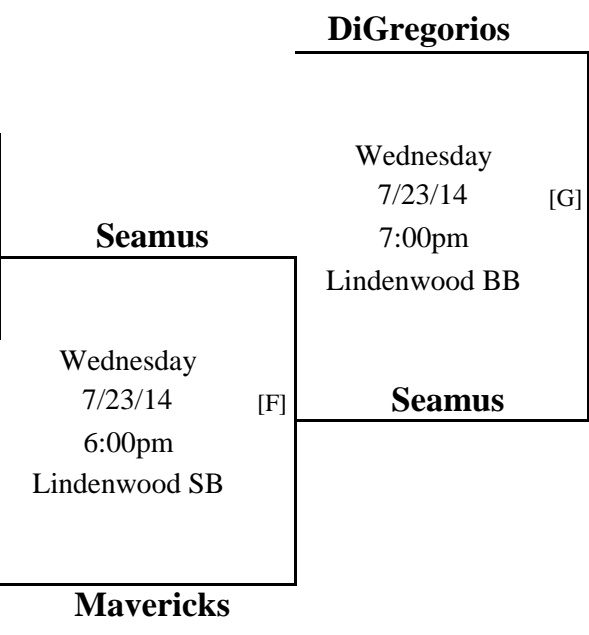 DiGregorios
Wednesday
7/23/14 [G]
7:00pm
Lindenwood BB
Seamus
Seamus
Wednesday
7/23/14 [F]
6:00pm
Lindenwood SB
Mavericks